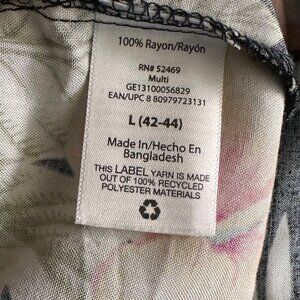 100% Rayon/Rayón
RN# 52469
Multi
GE13100056829
EAN/UPC 8 80979723131
L (42-44)
Made In/Hecho En
Bangladesh
THIS LABEL YARN IS MADE
OUT OF 100% RECYCLED
POLYESTER MATERIALS